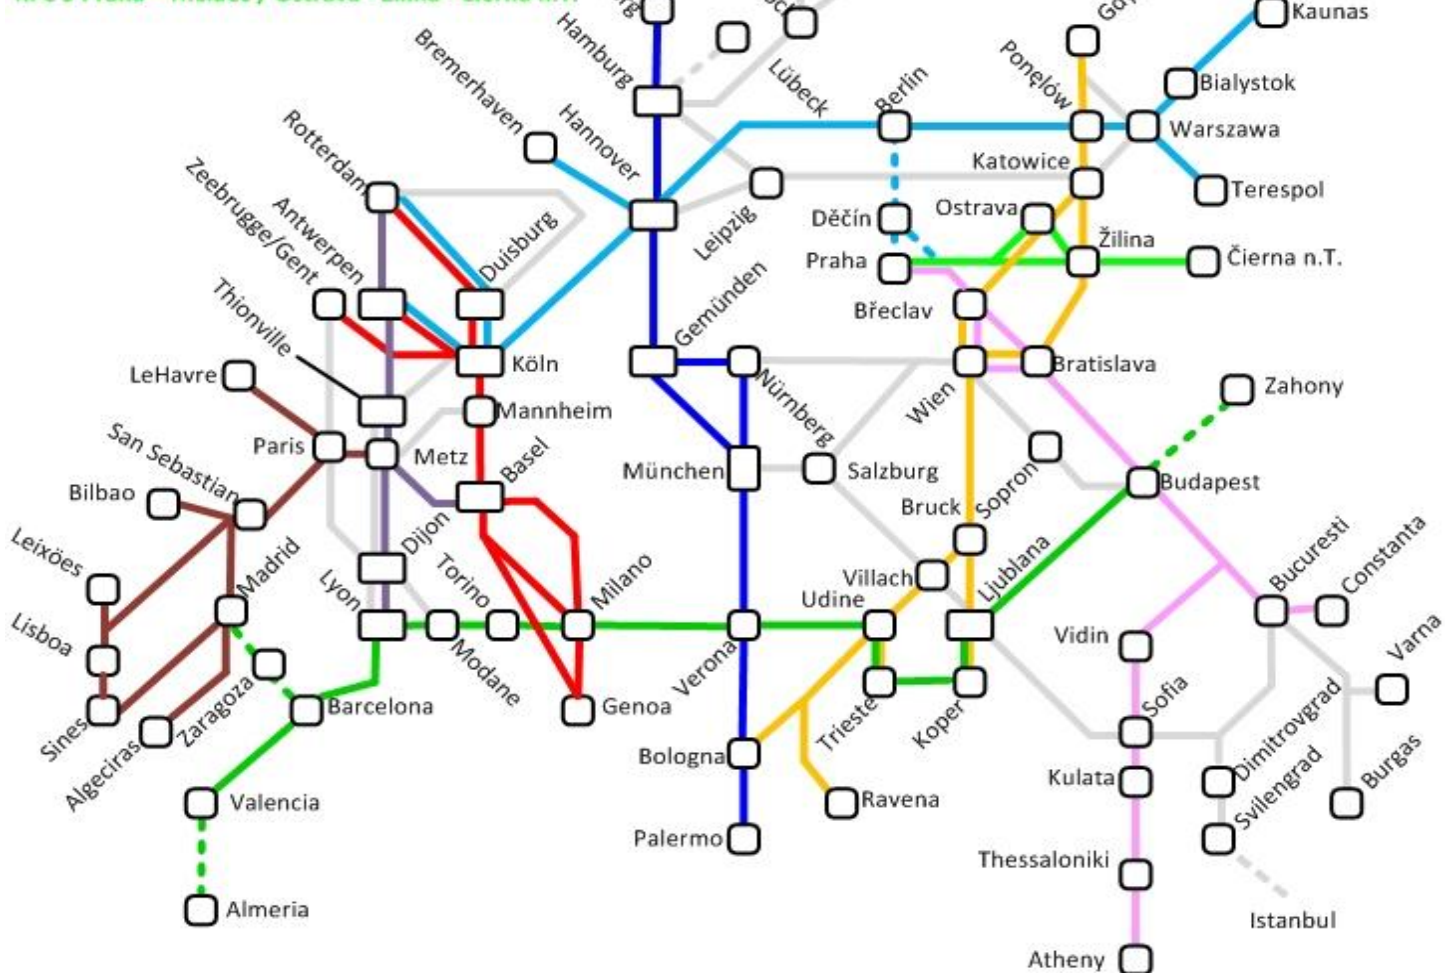 Hamburg
Kaunas
Bremerhaven
Lübeck
Berlin
Ponęlów
Bialystok
Hannover
Warszawa
Rotterdam
Katowice
Terespol
Zeebrugge/Gent
Antwerpen
Duisburg
Leipzig
Děčín
Ostrava
Žilina
Praha
Čierna n.T.
Thionville
Gemünden
Břeclav
LeHavre
Köln
Nürnberg
Wien
Bratislava
Zahony
Mannheim
San Sebastian
Paris
Metz
Basel
München
Salzburg
Sopron
Budapest
Bilbao
Bruck
Leixöes
Madrid
Dijon
Torino
Milano
Villach
Ljublana
Bucuresti
Constanta
Lyon
Udine
Lisboa
Modane
Verona
Vidin
Varna
Sines
Zaragoza
Barcelona
Genoa
Trieste
Koper
Sofia
Dimitrovgrad
Algeciras
Bologna
Kulata
Svilengrad
Burgas
Valencia
Ravena
Palermo
Thessaloniki
Almeria
Istanbul
Atheny